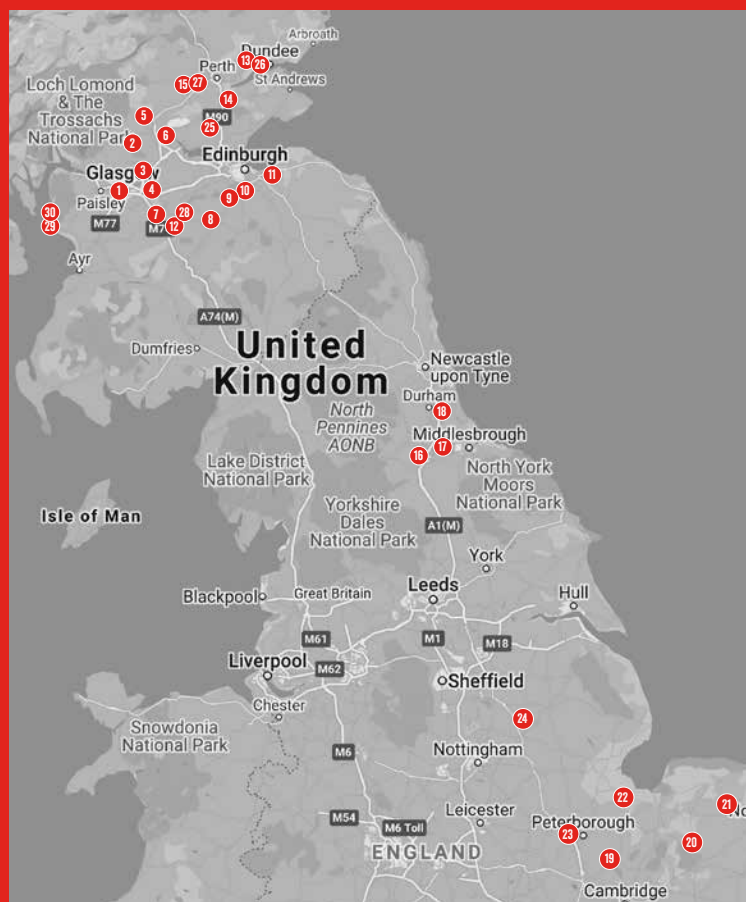 Arbroath
13
Dundee
26
Perth
15
27
St Andrews
Loch Lomond
& The
Trossachs
National Park
14
5
M90
25
6
2
Edinburgh
3
Glasgow
11
1
4
10
Paisley
9
30
7
28
8
29
M77
12
M7
Ayr
A74(M)
Dumfries
United
Kingdom
Newcastle
upon Tyne
Durham
18
North
Pennines
AONB
Middlesbrough
17
16
Lake District
National Park
North York
Moors
National Park
Isle of Man
Yorkshire
Dales
National Park
A1(M)
York
Leeds
Blackpool
Great Britain
Hull
M61
M1
M18
Liverpool
M62
Sheffield
Chester
24
Snowdonia
National Park
M6
Nottingham
22
21
No
M54
Leicester
M6 Toll
Peterborough
23
20
ENGLAND
19
Cambridge